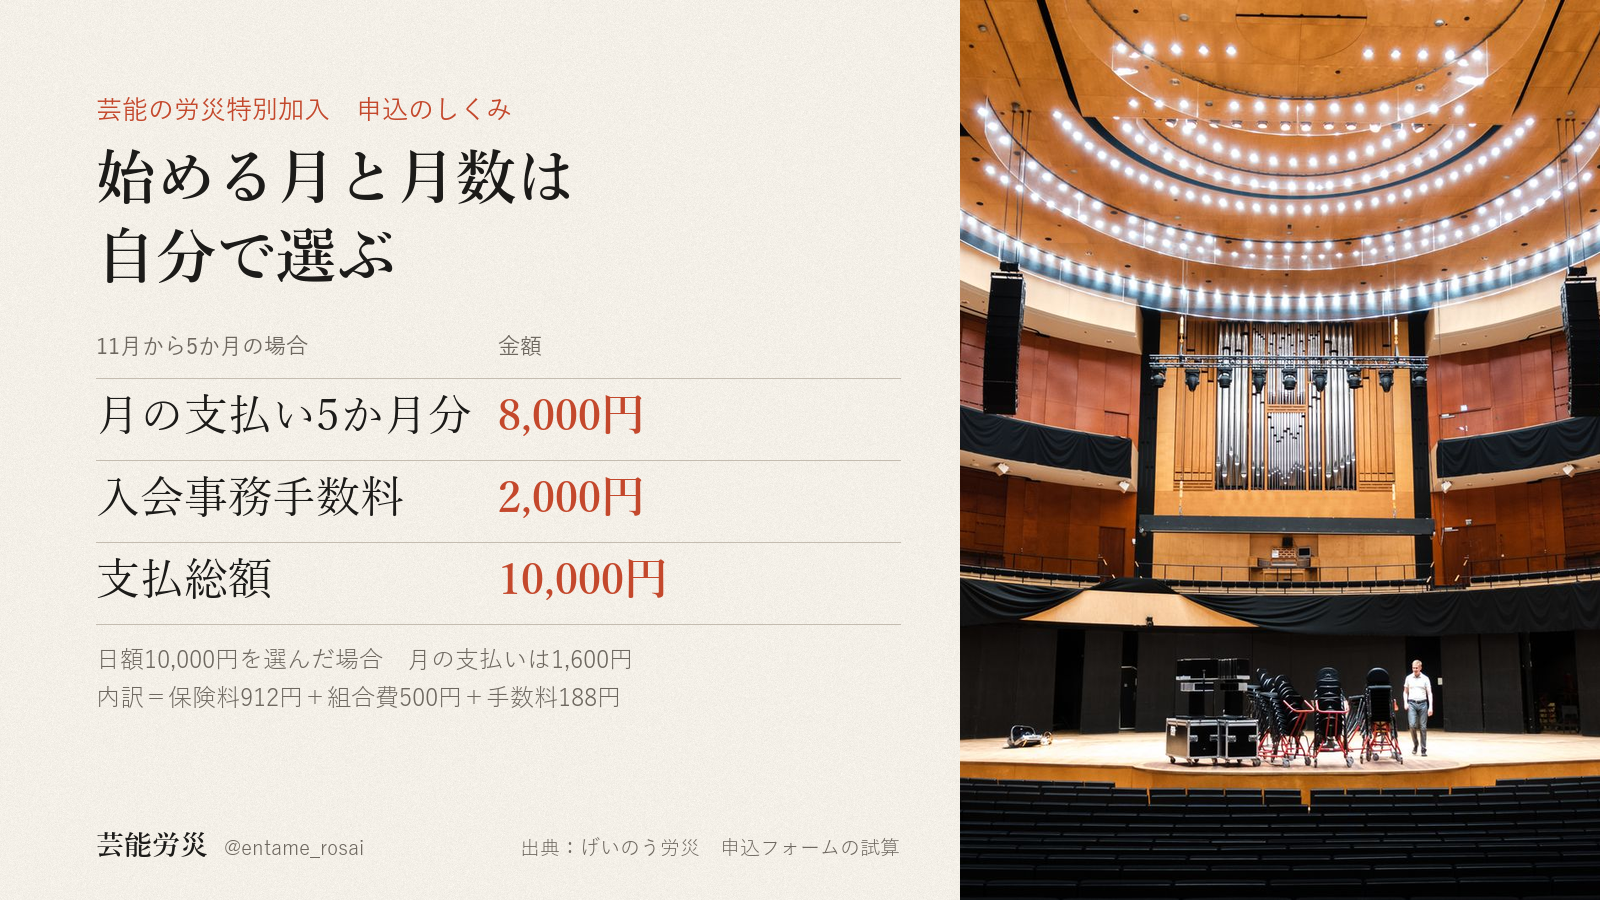 芸能の労災特別加入　申込のしくみ
始める月と月数は
自分で選ぶ
11月から5か月の場合　金額
月の支払い5か月分　8,000円
入会事務手数料　2,000円
支払総額　10,000円
日額10,000円を選んだ場合　月の支払いは1,600円
内訳＝保険料912円＋組合費500円＋手数料188円
芸能労災　@entame_rosai　出典：げいのう労災　申込フォームの試算